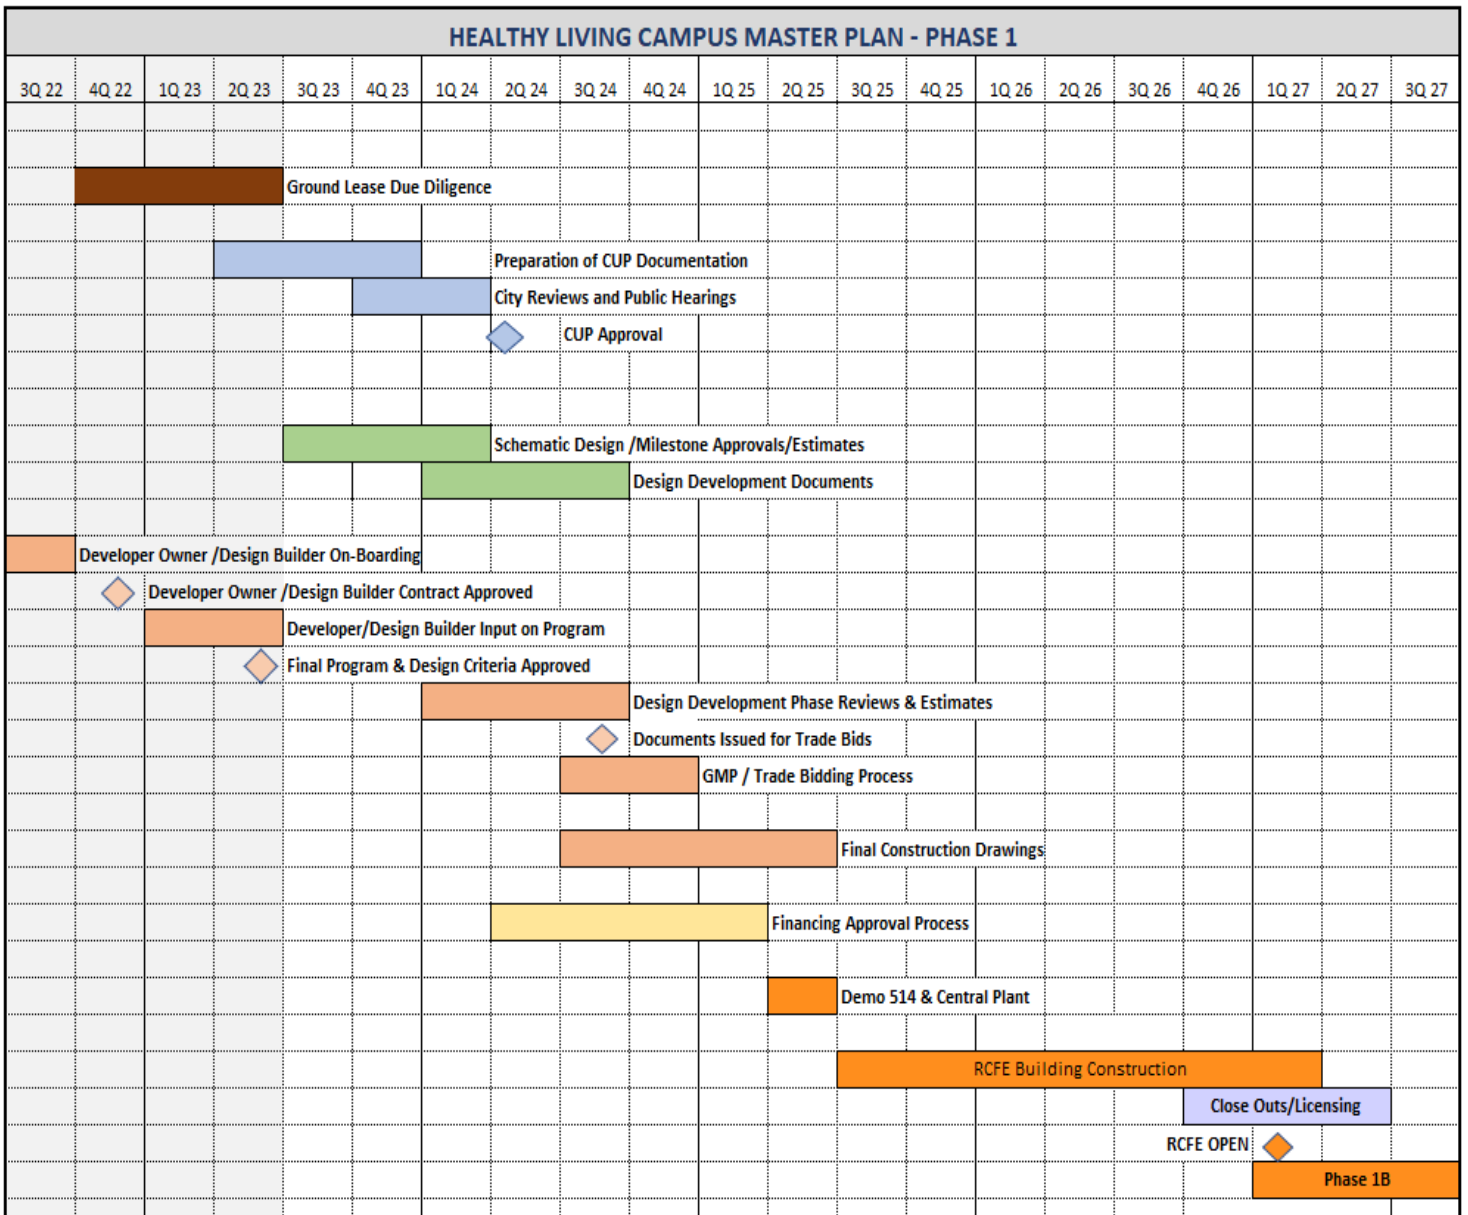 HEALTHY LIVING CAMPUS MASTER PLAN - PHASE 1
3Q 22 4Q 22 1Q 23 2Q 23 3Q 23 4Q 23 1Q 24 2Q 24 3Q 24 4Q 24 1Q 25 2Q 25 3Q 25 4Q 25 1Q 26 2Q 26 3Q 26 4Q 26 1Q 27 2Q 27 3Q 27
Ground Lease Due Diligence
Preparation of CUP Documentation
City Reviews and Public Hearings
CUP Approval
Schematic Design /Milestone Approvals/Estimates
Design Development Documents
Developer Owner /Design Builder On-Boarding
Developer Owner /Design Builder Contract Approved
Developer/Design Builder Input on Program
Final Program & Design Criteria Approved
Design Development Phase Reviews & Estimates
Documents Issued for Trade Bids
GMP / Trade Bidding Process
Final Construction Drawings
Financing Approval Process
Demo 514 & Central Plant
RCFE Building Construction
Close Outs/Licensing
RCFE OPEN
Phase 1B